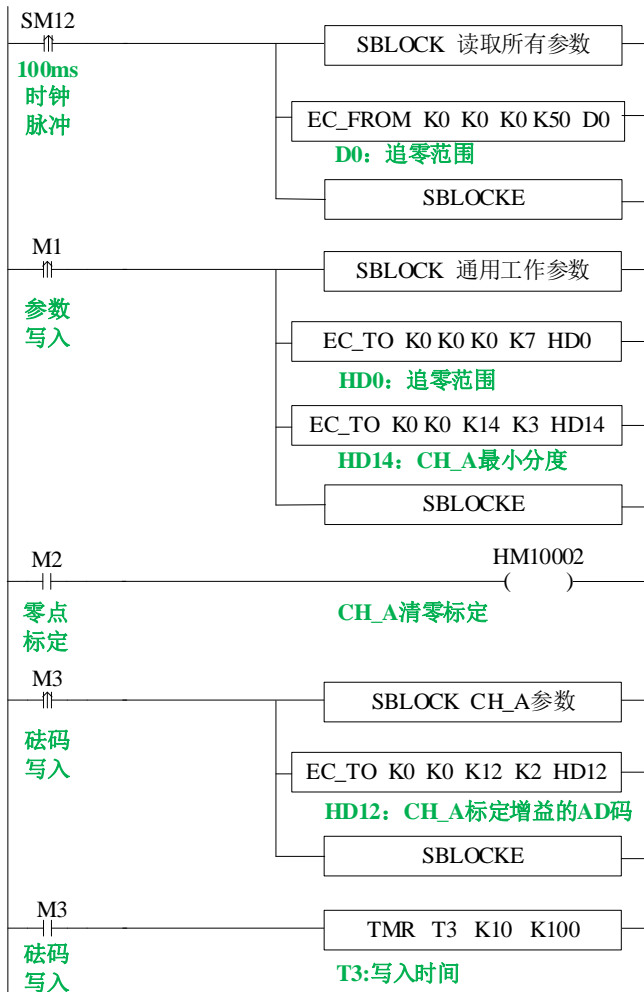 SM12
100ms
时钟
脉冲
SBLOCK 读取所有参数
EC_FROM K0 K0 K0 K50 D0
D0：追零范围
SBLOCKE
M1
参数
写入
SBLOCK 通用工作参数
EC_TO K0 K0 K0 K7 HD0
HD0：追零范围
EC_TO K0 K0 K14 K3 HD14
HD14：CH_A最小分度
SBLOCKE
M2
零点
标定
HM10002
( )
CH_A清零标定
M3
砝码
写入
SBLOCK CH_A参数
EC_TO K0 K0 K12 K2 HD12
HD12：CH_A标定增益的AD码
SBLOCKE
M3
砝码
写入
TMR T3 K10 K100
T3:写入时间